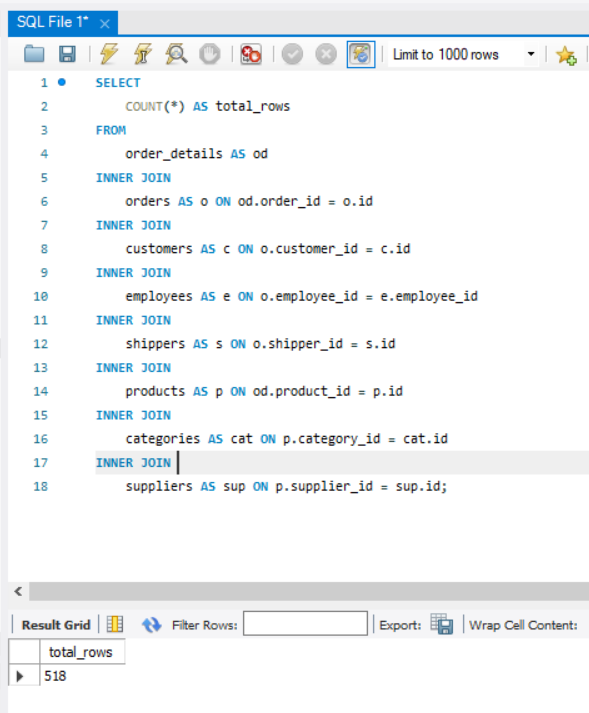 SQL File 1*
Limit to 1000 rows
1 SELECT
2 COUNT(*) AS total_rows
3 FROM
4 order_details AS od
5 INNER JOIN
6 orders AS o ON od.order_id = o.id
7 INNER JOIN
8 customers AS c ON o.customer_id = c.id
9 INNER JOIN
10 employees AS e ON o.employee_id = e.employee_id
11 INNER JOIN
12 shippers AS s ON o.shipper_id = s.id
13 INNER JOIN
14 products AS p ON od.product_id = p.id
15 INNER JOIN
16 categories AS cat ON p.category_id = cat.id
17 INNER JOIN
18 suppliers AS sup ON p.supplier_id = sup.id;
Result Grid Filter Rows: Export: Wrap Cell Content:
total_rows
518